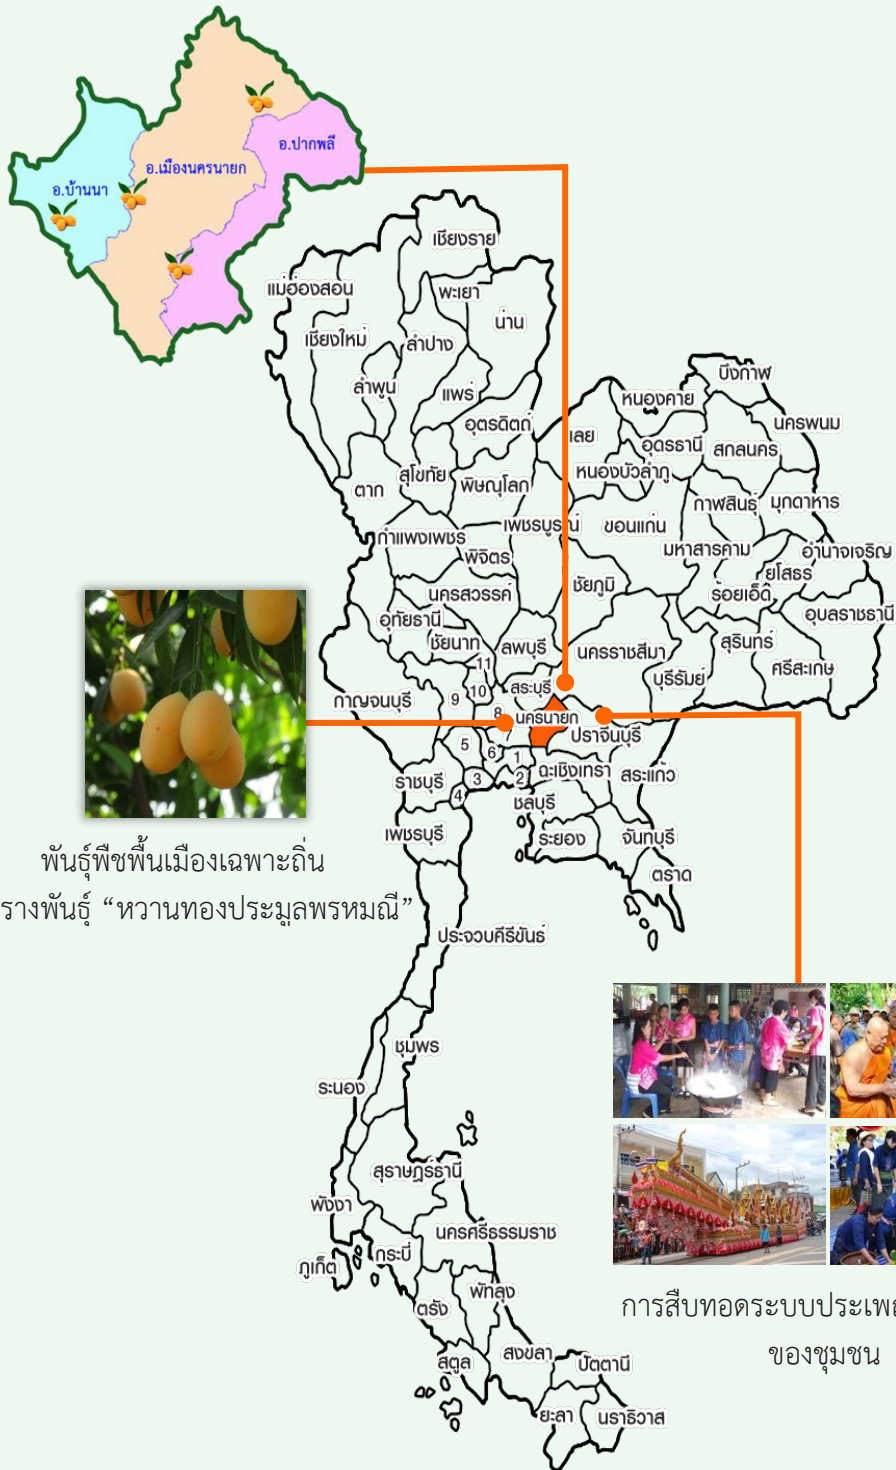 อ.ปากพลี
อ.เมืองนครนายก
อ.บ้านนา
เชียงราย
แม่ฮ่องสอน
พะเยา
น่าน
เชียงใหม่
ลำปาง
ลำพูน
แพร่
อุตรดิตถ์
บึงกาฬ
หนองคาย
นครพนม
เลย
อุดรธานี
สกลนคร
หนองบัวลำภู
สุโขทัย
ตาก
พิษณุโลก
กาฬสินธุ์
มุกดาหาร
เพชรบูรณ์
ขอนแก่น
กำแพงเพชร
พิจิตร
มหาสารคาม
อำนาจเจริญ
ยโสธร
ชัยภูมิ
ร้อยเอ็ด
นครสวรรค์
อุบลราชธานี
อุทัยธานี
ชัยนาท
ลพบุรี
นครราชสีมา
สุรินทร์
ศรีสะเกษ
บุรีรัมย์
11
สระบุรี
10
9
กาญจนบุรี
8
นครนายก
ปราจีนบุรี
5
6
1
ฉะเชิงเทรา
สระแก้ว
ราชบุรี
3
2
4
ชลบุรี
เพชรบุรี
ระยอง
จันทบุรี
ตราด
พันธุ์พืชพื้นเมืองเฉพาะถิ่น
รางพันธุ์ “หวานทองประมูลพรหมณี”
ประจวบคีรีขันธ์
ชุมพร
ระนอง
สุราษฎร์ธานี
พังงา
นครศรีธรรมราช
กระบี่
ภูเก็ต
พัทลุง
ตรัง
การสืบทอดระบบประเพ
ของชุมชน
สตูล
สงขลา
ปัตตานี
ยะลา
นราธิวาส